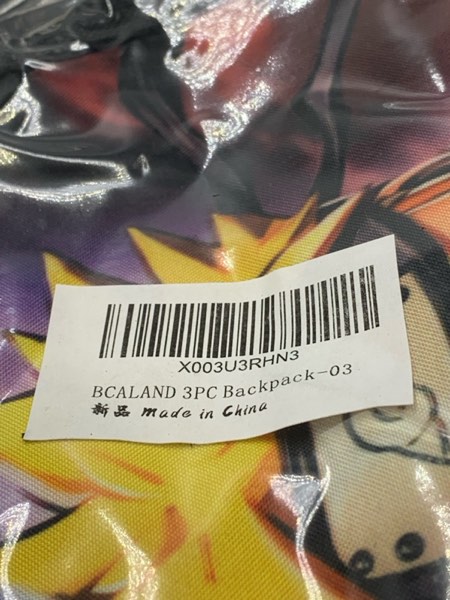 X003U3RHN3
BCALAND 3PC Backpack-03
新品 made in China